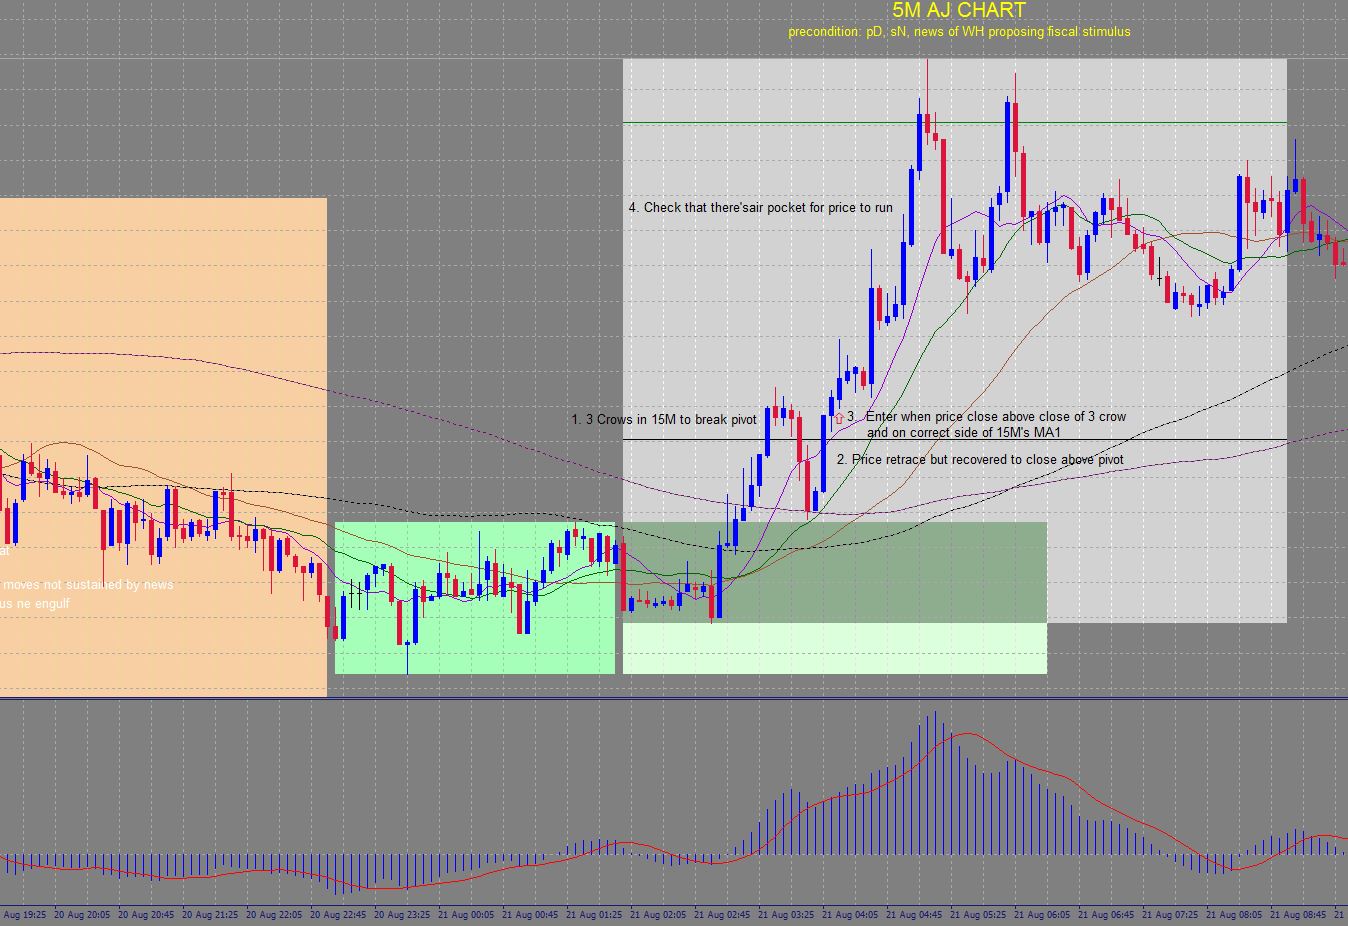 5M AJ CHART
precondition: pD, sN, news of WH proposing fiscal stimulus
4. Check that there'sair pocket for price to run
1. 3 Crows in 15M to break pivot
3. Enter when price close above close of 3 crow
and on correct side of 15M's MA1
2. Price retrace but recovered to close above pivot
at
moves not sustained by news
us ne engulf
Aug 19:25 20 Aug 20:05 20 Aug 20:45 20 Aug 21:25 20 Aug 22:05 20 Aug 22:45 20 Aug 23:25 21 Aug 00:05 21 Aug 00:45 21 Aug 01:25 21 Aug 02:05 21 Aug 02:45 21 Aug 03:25 21 Aug 04:05 21 Aug 04:45 21 Aug 05:25 21 Aug 06:05 21 Aug 06:45 21 Aug 07:25 21 Aug 08:05 21 Aug 08:45 21